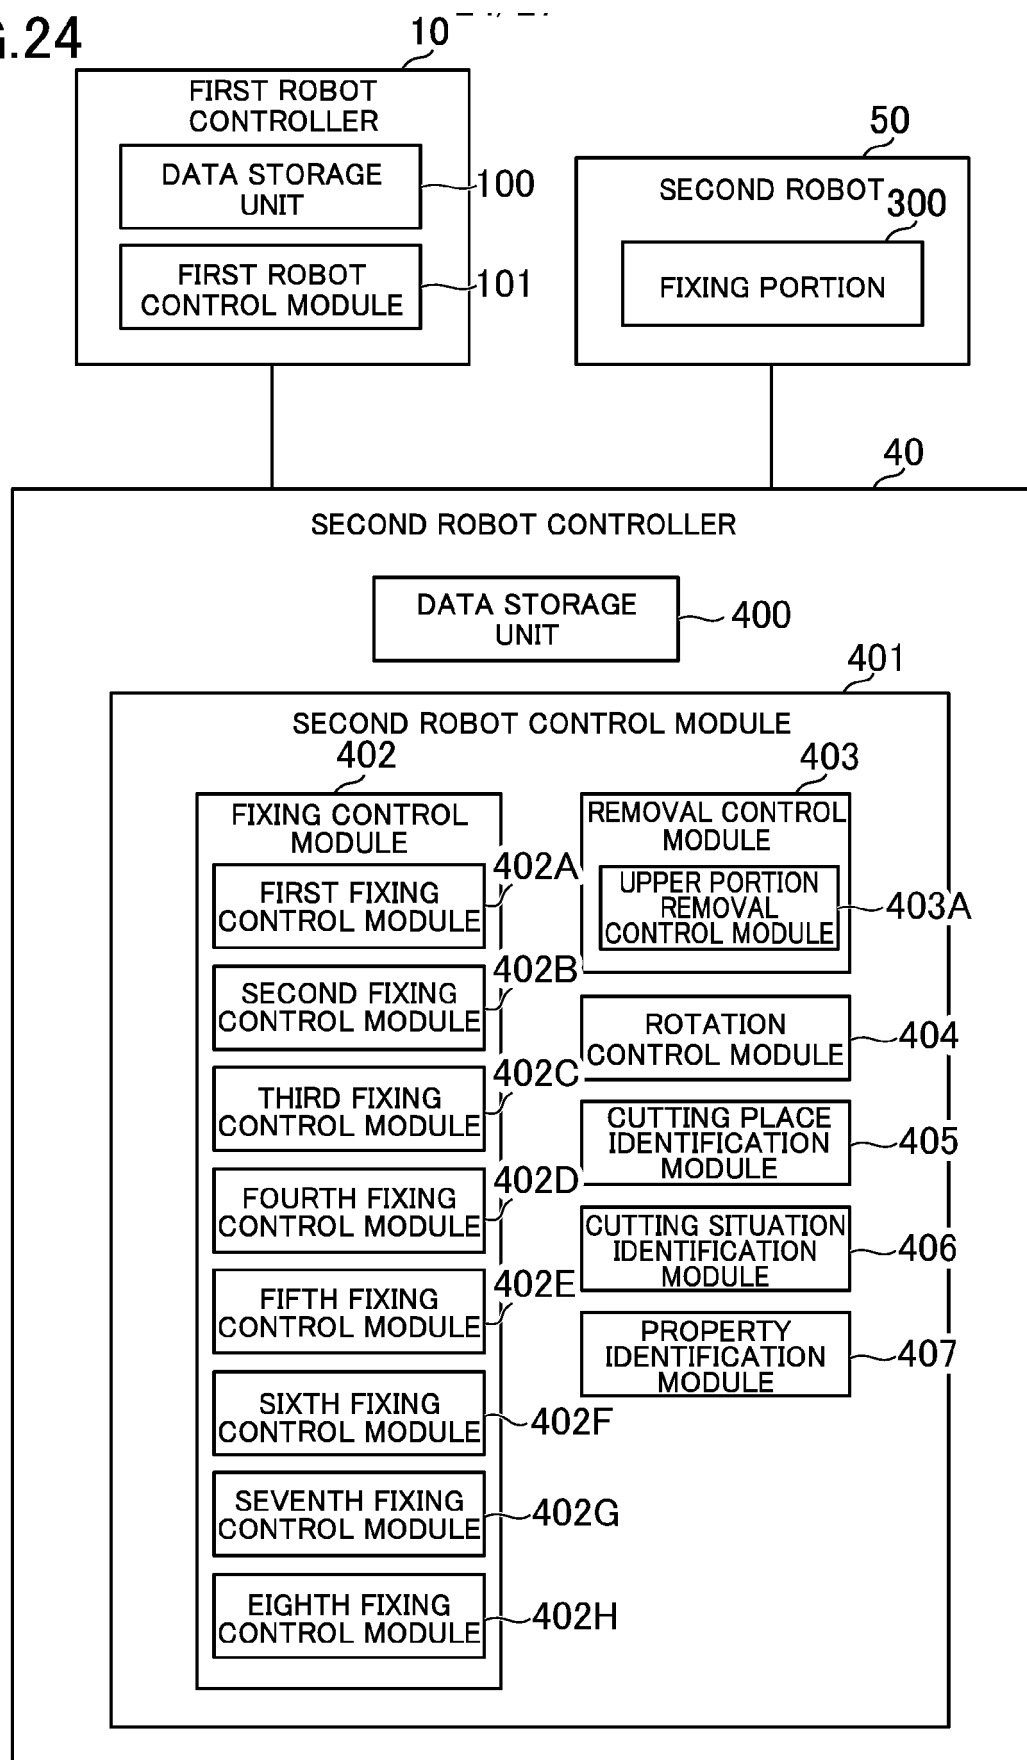 .24
10
FIRST ROBOT
CONTROLLER
DATA STORAGE
UNIT
100
FIRST ROBOT
CONTROL MODULE
101
50
SECOND ROBOT
300
FIXING PORTION
40
SECOND ROBOT CONTROLLER
DATA STORAGE
UNIT
400
401
SECOND ROBOT CONTROL MODULE
402
FIXING CONTROL
MODULE
FIRST FIXING
CONTROL MODULE
402A
SECOND FIXING
CONTROL MODULE
402B
THIRD FIXING
CONTROL MODULE
402C
FOURTH FIXING
CONTROL MODULE
402D
FIFTH FIXING
CONTROL MODULE
402E
SIXTH FIXING
CONTROL MODULE
402F
SEVENTH FIXING
CONTROL MODULE
402G
EIGHTH FIXING
CONTROL MODULE
402H
403
REMOVAL CONTROL
MODULE
UPPER PORTION
REMOVAL
CONTROL MODULE
403A
ROTATION
CONTROL MODULE
404
CUTTING PLACE
IDENTIFICATION
MODULE
405
CUTTING SITUATION
IDENTIFICATION
MODULE
406
PROPERTY
IDENTIFICATION
MODULE
407